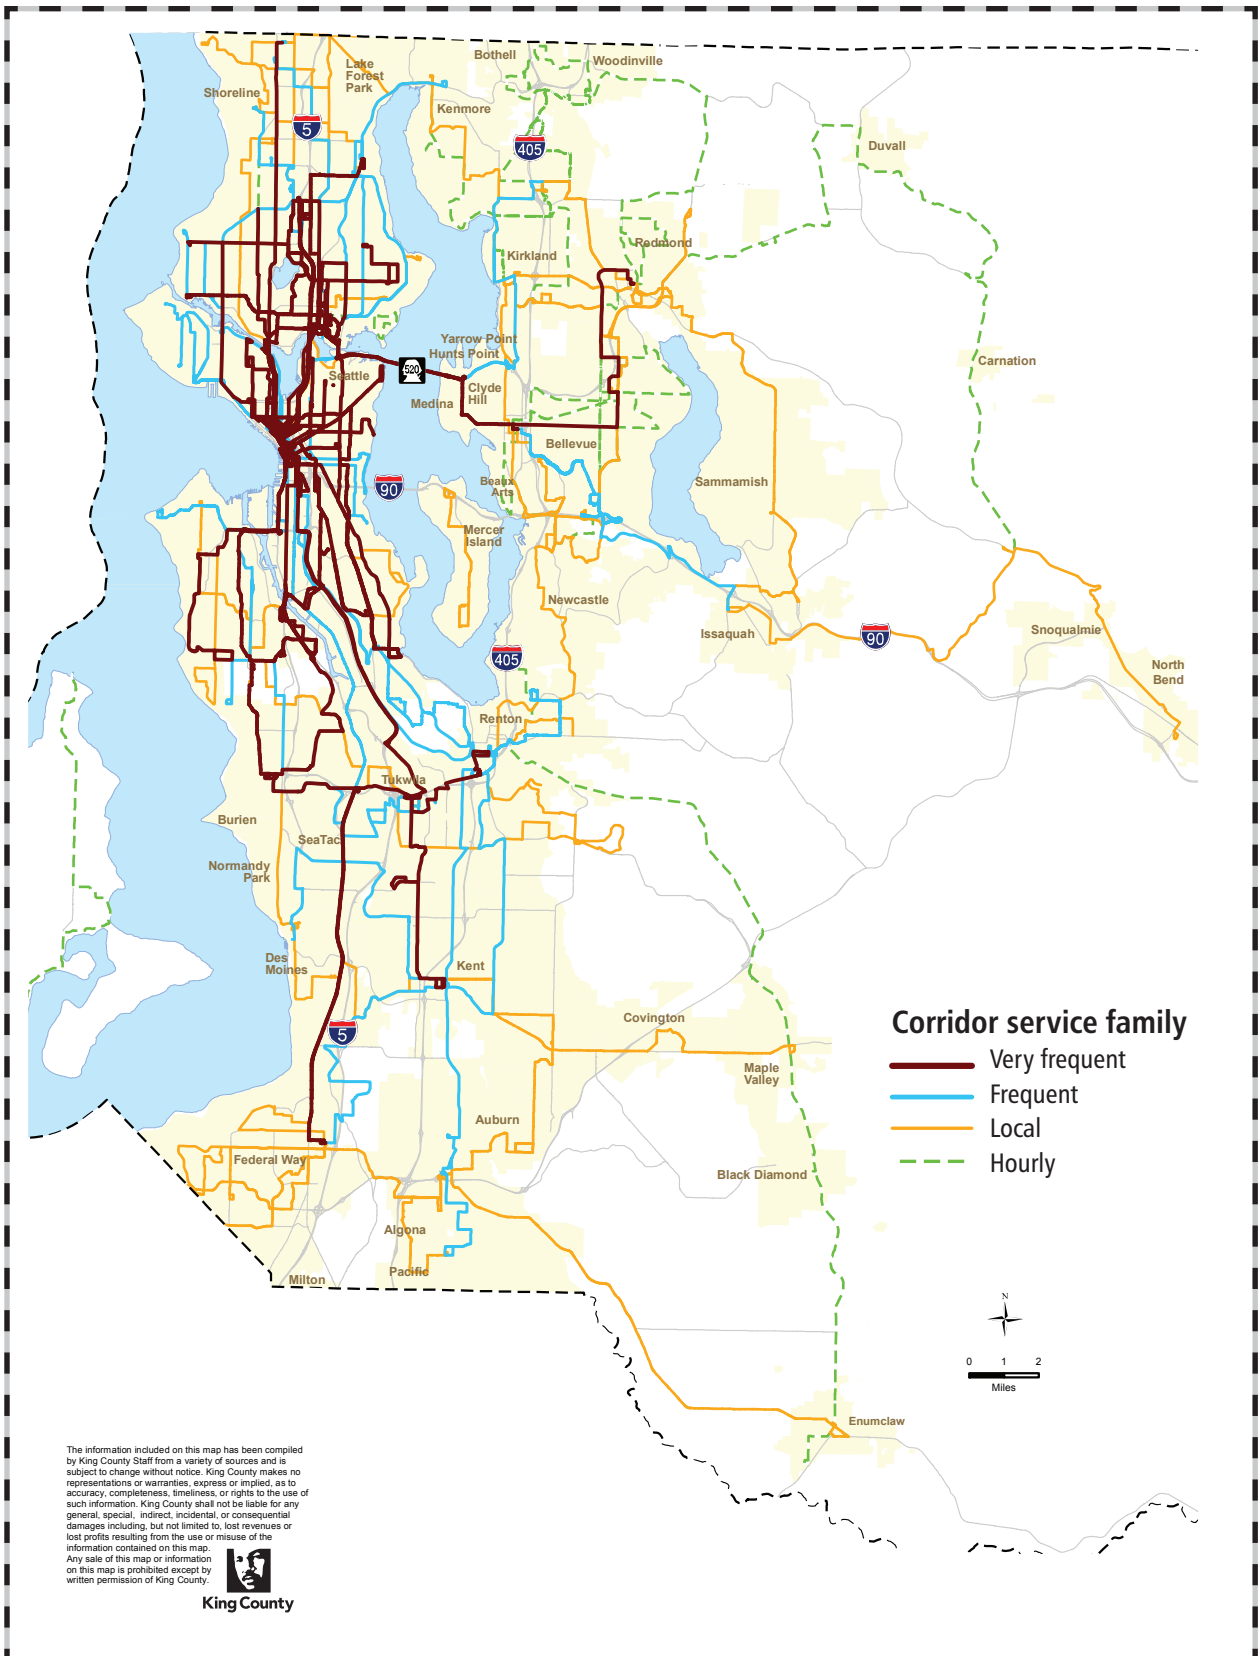 Bothell
Woodinville
Lake
Forest
Park
Shoreline
Kenmore
5
405
Duvall
Redmond
Kirkland
Yarrow Point
Hunts Point
Carnation
520
Seattle
Clyde
Hill
Medina
Bellevue
Beaux
Arts
Sammamish
90
Mercer
Island
Newcastle
Issaquah
90
Snoqualmie
405
North
Bend
Renton
Tukwila
Burien
SeaTac
Normandy
Park
Des
Moines
Kent
Covington
5
Maple
Valley
Auburn
Federal Way
Black Diamond
Algona
Pacific
Milton
Enumclaw
Corridor service family
Very frequent
Frequent
Local
Hourly
N
0 1 2
Miles
The information included on this map has been compiled
by King County Staff from a variety of sources and is
subject to change without notice. King County makes no
representations or warranties, express or implied, as to
accuracy, completeness, timeliness, or rights to the use of
such information. King County shall not be liable for any
general, special, indirect, incidental, or consequential
damages including, but not limited to, lost revenues or
lost profits resulting from the use or misuse of the
information contained on this map.
Any sale of this map or information
on this map is prohibited except by
written permission of King County.
King County